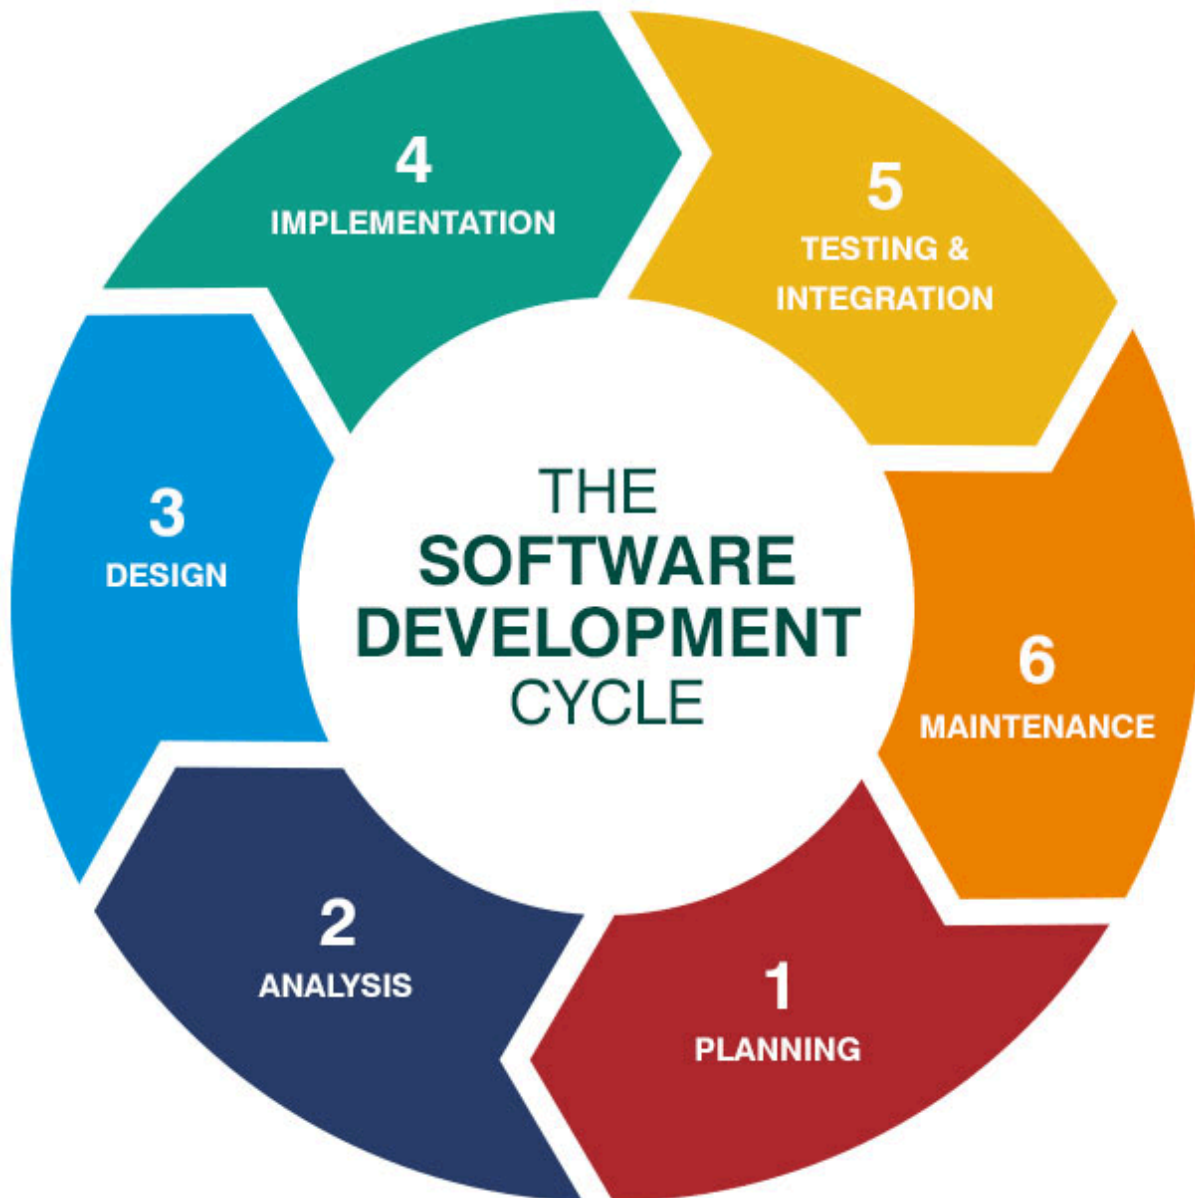 THE
SOFTWARE
DEVELOPMENT
CYCLE
1
PLANNING
2
ANALYSIS
3
DESIGN
4
IMPLEMENTATION
5
TESTING &
INTEGRATION
6
MAINTENANCE